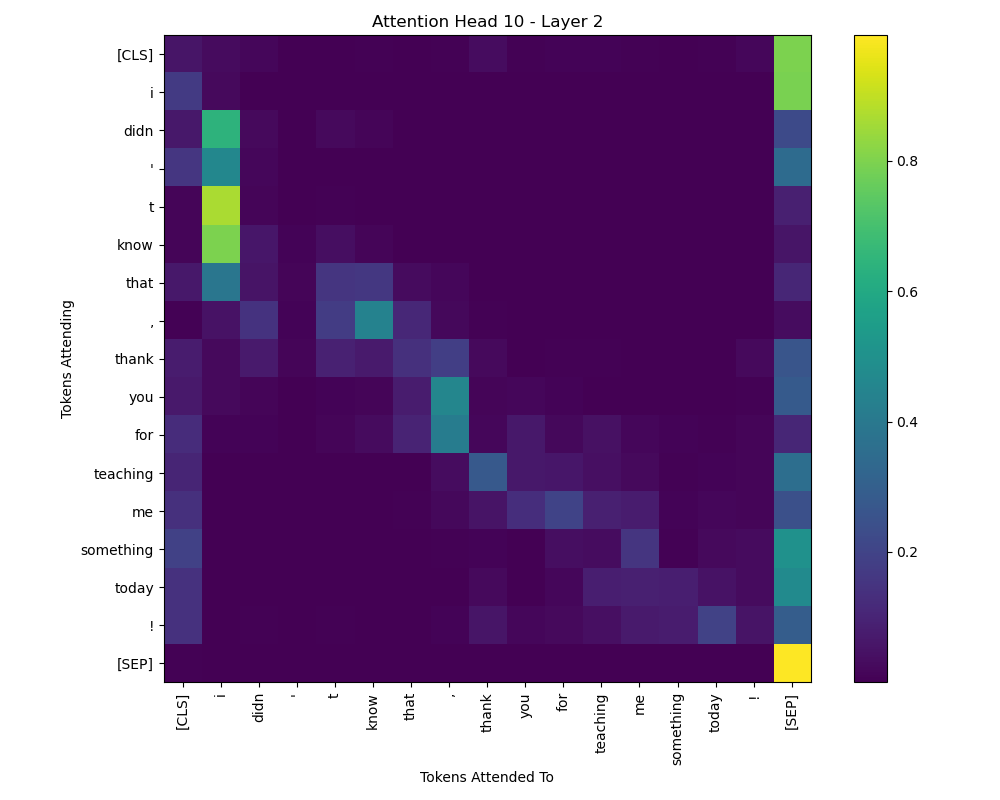 Attention Head 10 - Layer 2
[CLS]
i
didn
'
t
know
that
,
thank
you
for
teaching
me
something
today
!
[SEP]
Tokens Attending
[CLS]
i
didn
'
t
know
that
,
thank
you
for
teaching
me
something
today
!
[SEP]
Tokens Attended To
0.8
0.6
0.4
0.2